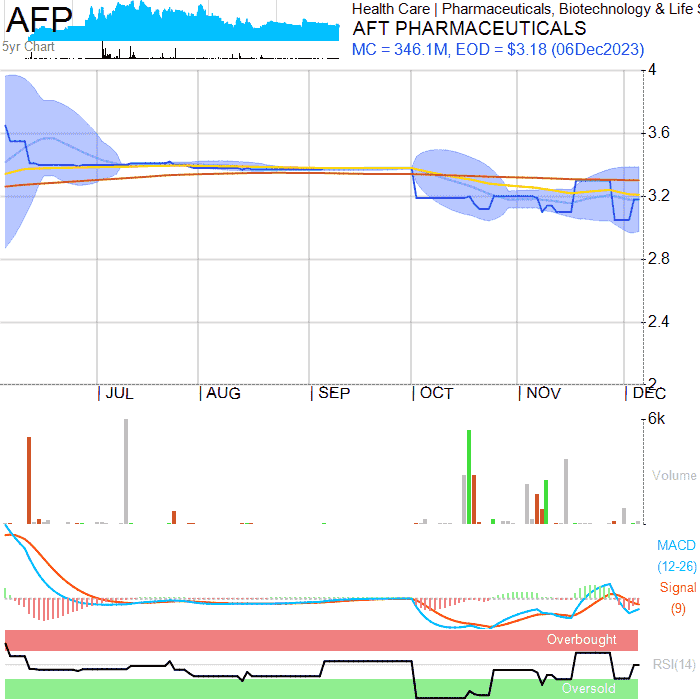 AFP
5yr Chart
Health Care | Pharmaceuticals, Biotechnology & Life S
AFT PHARMACEUTICALS
MC = 346.1M, EOD = $3.18 (06Dec2023)
4
3.6
3.2
2.8
2.4
2
| JUL | AUG | SEP | OCT | NOV | DEC
6k
Volume
MACD
(12-26)
Signal
(9)
Overbought
RSI(14)
Oversold